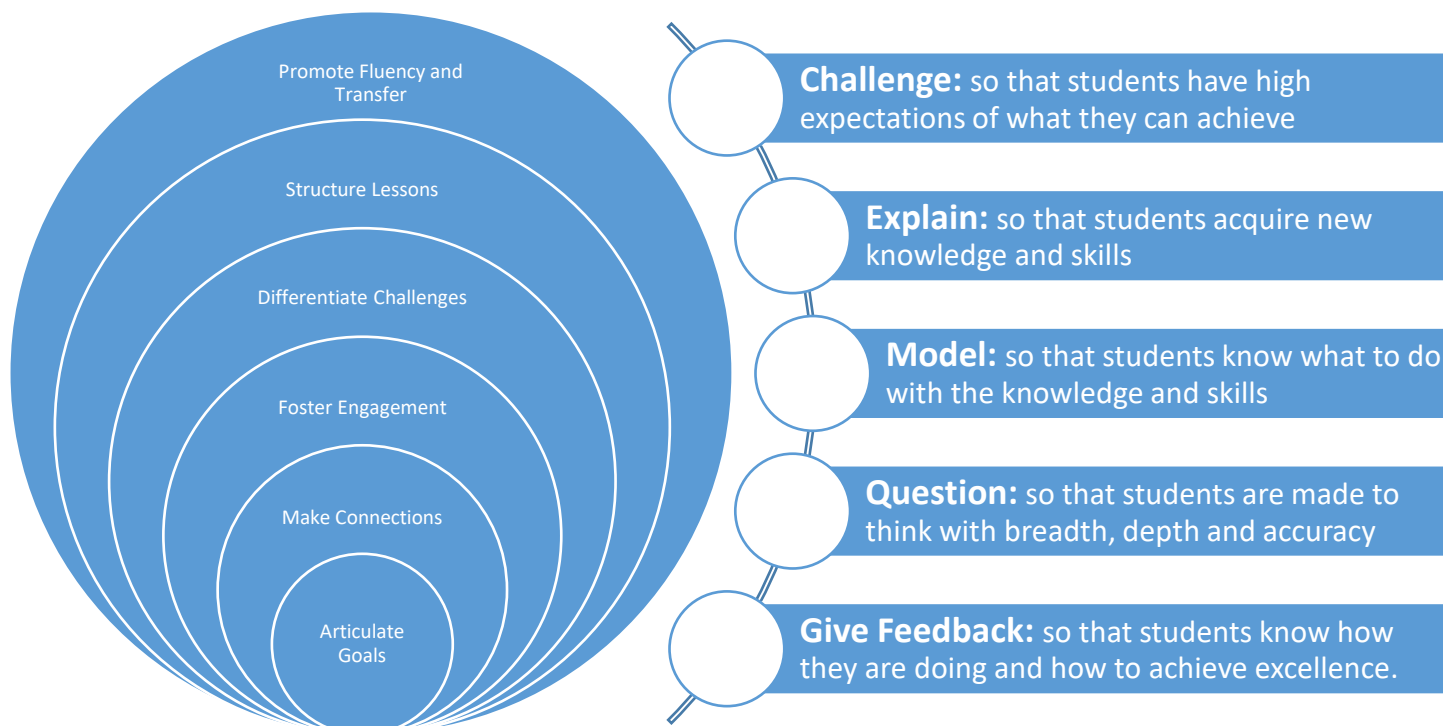 Promote Fluency and
Transfer
Structure Lessons
Differentiate Challenges
Foster Engagement
Make Connections
Articulate
Goals
Challenge: so that students have high
expectations of what they can achieve
Explain: so that students acquire new
knowledge and skills
Model: so that students know what to do
with the knowledge and skills
Question: so that students are made to
think with breadth, depth and accuracy
Give Feedback: so that students know how
they are doing and how to achieve excellence.